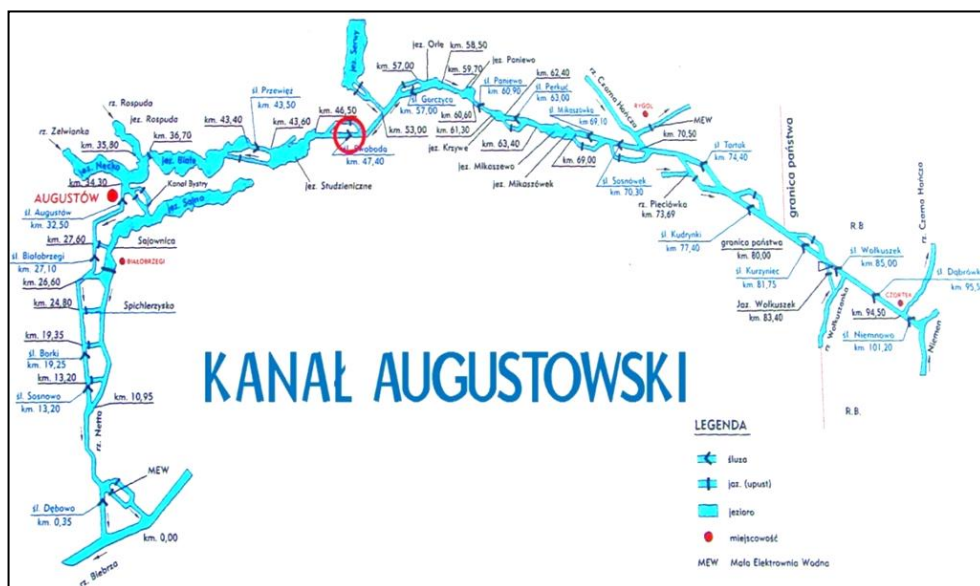 jez. Serwy
jez. Orle
km. 58,50
km. 59,70
jez. Paniewo
km. 57,00
śl. Paniewo
km. 60,90
km. 62,40
śl. Perkuć
km. 63,00
śl. Mikaszówka
km 69,10
rz. Czarna Hańcza
RYGOL
MEW
km. 70,50
śl. Przewięź
km. 43,50
km. 46,50
śl. Gorczyca
km. 57,00
km. 53,00
km. 60,60
km. 61,30
km. 63,40
jez. Krzywe
jez. Mikaszewo
jez. Mikaszówek
km. 69,00
śl. Sosnówek
km. 70,30
śl. Tartak
km. 74,40
rz. Plęciówka
km. 73,69
km. 47,40
jez. Studzieniczne
km. 43,40
km. 43,60
rz. Rospuda
jez. Rospuda
rz. Zelwianka
km. 36,70
km. 35,80
jez. Białe
jez. Necko
km. 34,30
Kanał Bystry
AUGUSTÓW
śl. Augustów
km. 32,50
jez. Sajno
km. 27,60
Sajownica
śl. Białobrzegi
km. 27,10
BIAŁOBRZEGI
km. 26,60
km. 24,80
Spichlerzysko
km. 19,35
śl. Borki
km. 19,25
km. 13,20
śl. Sosnowo
km. 13,20
km. 10,95
rz. Netta
MEW
śl. Dębowo
km. 0,35
km. 0,00
rz. Biebrza
granica państwa
śl. Kudrynki
km. 77,40
granica państwa
km. 80,00
R.B
śl. Kurzyniec
km 81,75
śl. Wołkuszek
km 85,00
rz. Czarna Hańcza
śl. Dąbrówk
km 95,5
Jaz. Wołkuszek
km. 83,40
rz. Wołkuszanka
CZORTEK
km. 94,50
śl. Niemnowo
km. 101,20
Niemen
R.B.
KANAŁ AUGUSTOWSKI
LEGENDA
śluza
jaz. (upust)
jezioro
miejscowość
MEW Mała Elektrownia Wodna